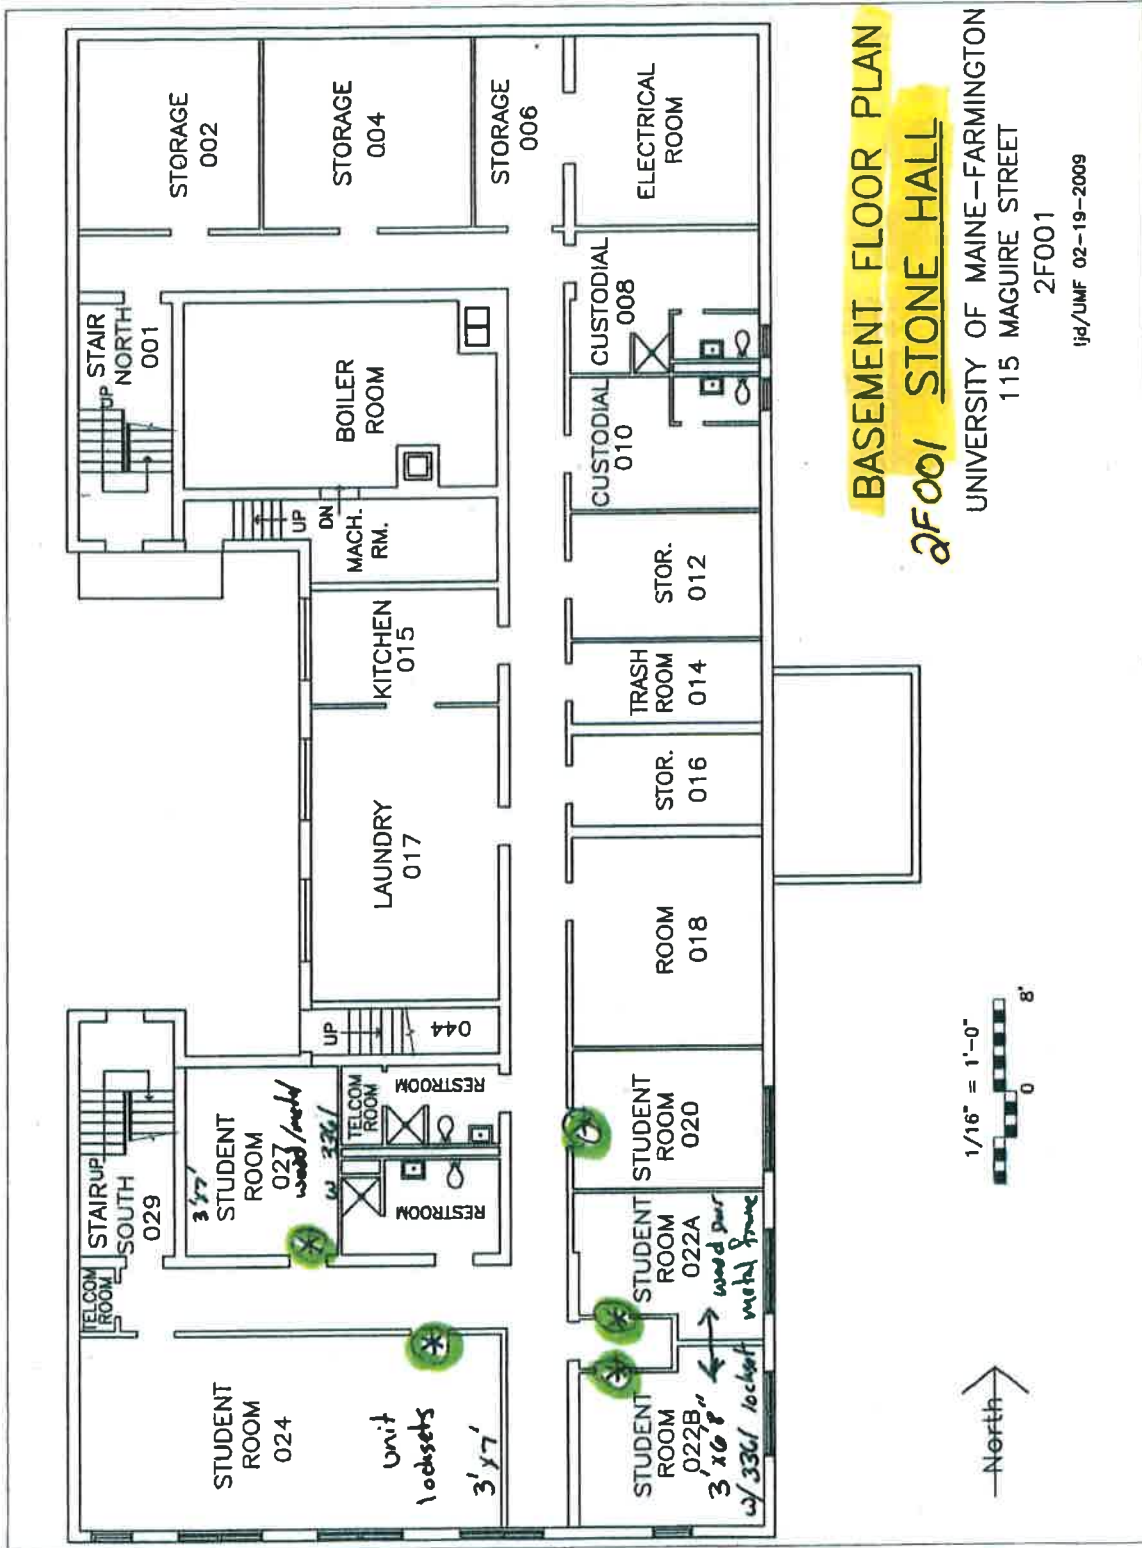 BASEMENT FLOOR PLAN
2F001 STONE HALL
UNIVERSITY OF MAINE-FARMINGTON
115 MAGUIRE STREET
2F001
ljd/UMF 02-19-2009
STORAGE
002
STORAGE
004
STORAGE
006
ELECTRICAL
ROOM
STAIR
NORTH
001
UP
BOILER
ROOM
CUSTODIAL
008
CUSTODIAL
010
UP
DN
MACH.
RM.
KITCHEN
015
STOR.
012
TRASH
ROOM
014
STOR.
016
LAUNDRY
017
ROOM
018
UP
044
STAIR
SOUTH
029
UP
STUDENT
ROOM
027
3'x7'
wood/metal
w 3361
TELCOM
ROOM
RESTROOM
RESTROOM
STUDENT
ROOM
020
STUDENT
ROOM
022A
wood door
metal frame
TELCOM
ROOM
STUDENT
ROOM
024
unit
locksets
3'x7'
STUDENT
ROOM
022B
3'x6'8"
w/3361 lockset
1/16" = 1'-0"
0
8'
North